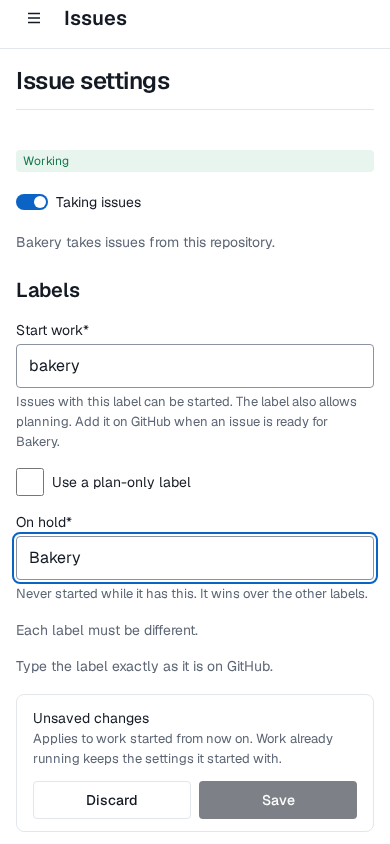 Issues
Issue settings
Working
Taking issues
Bakery takes issues from this repository.
Labels
Start work*
bakery
Issues with this label can be started. The label also allows
planning. Add it on GitHub when an issue is ready for
Bakery.
Use a plan-only label
On hold*
Bakery
Never started while it has this. It wins over the other labels.
Each label must be different.
Type the label exactly as it is on GitHub.
Unsaved changes
Applies to work started from now on. Work already
running keeps the settings it started with.
Discard
Save